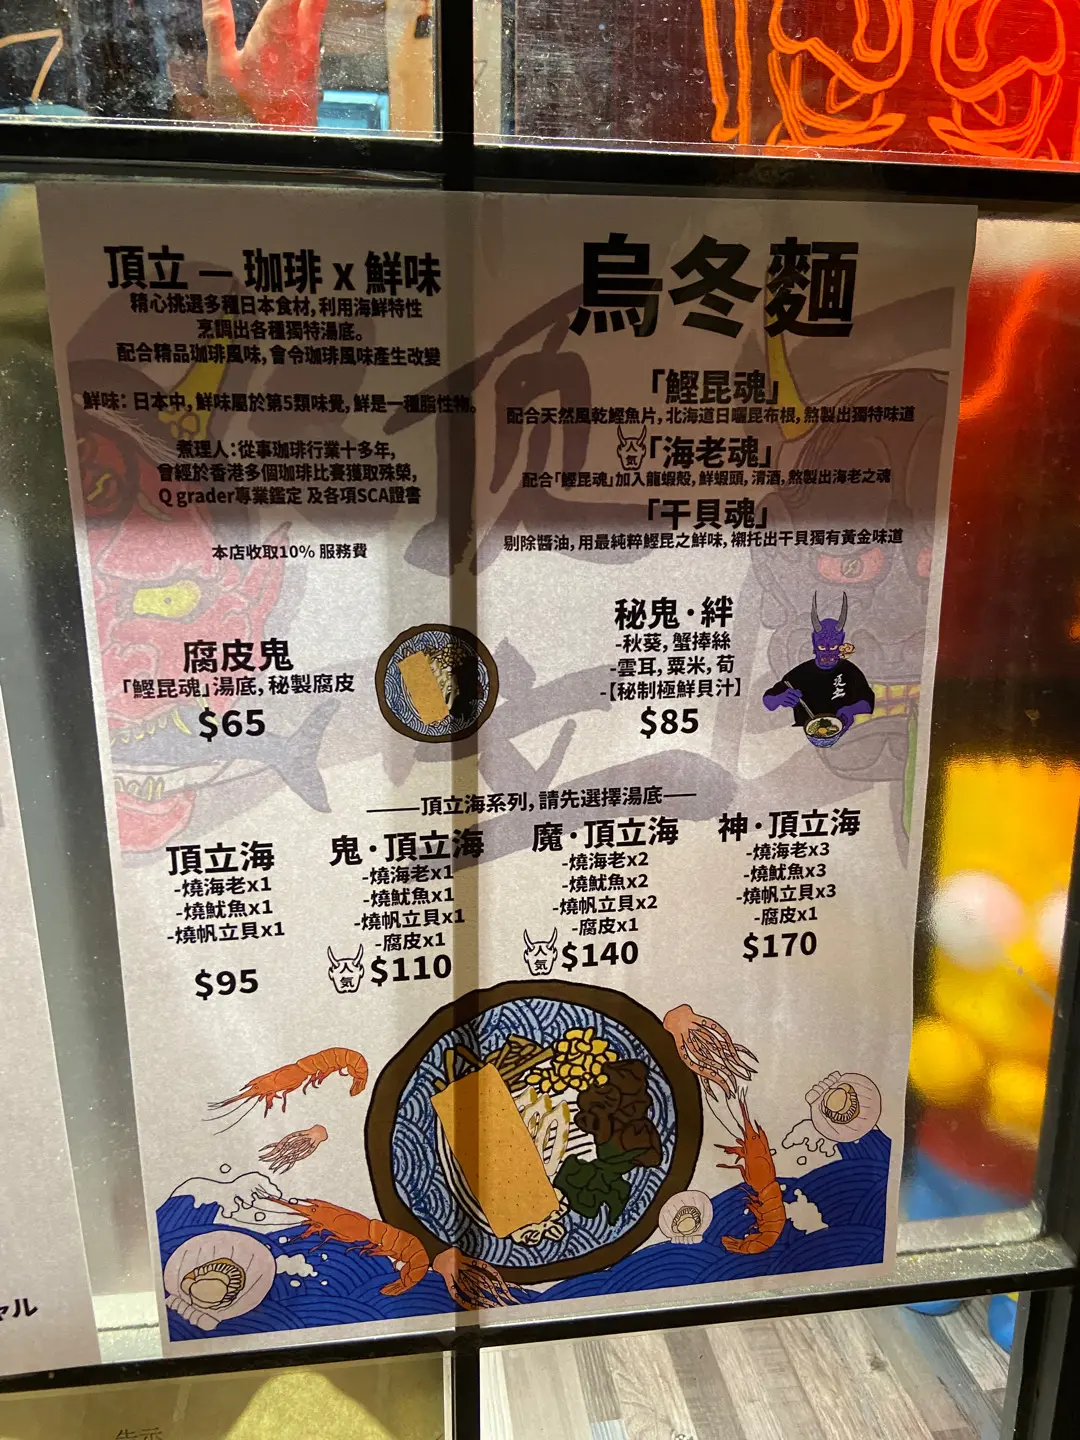 頂立 — 珈琲 x 鮮味
精心挑選多種日本食材,利用海鮮特性
烹調出各種獨特湯底。
配合精品珈琲風味,會令珈琲風味產生改變
鮮味：日本中,鮮味屬於第5類味覺,鮮是一種脂性物。
煮理人：從事珈琲行業十多年,
曾經於香港多個珈琲比賽獲取殊榮,
Q grader專業鑑定 及各項SCA證書
本店收取10% 服務費
烏冬麵
「鰹昆魂」
配合天然風乾鰹魚片, 北海道日曬昆布根, 熬製出獨特味道
人気
「海老魂」
配合「鰹昆魂」加入龍蝦殼, 鮮蝦頭, 清酒, 熬製出海老之魂
「干貝魂」
剔除醬油, 用最純粹鰹昆之鮮味, 襯托出干貝獨有黃金味道
腐皮鬼
「鰹昆魂」湯底, 秘製腐皮
$65
秘鬼·絆
-秋葵, 蟹捧絲
-雲耳, 粟米, 荀
-【秘制極鮮貝汁】
$85
——頂立海系列, 請先選擇湯底——
頂立海
-燒海老x1
-燒魷魚x1
-燒帆立貝x1
$95
鬼·頂立海
-燒海老x1
-燒魷魚x1
-燒帆立貝x1
-腐皮x1
人気
$110
魔·頂立海
-燒海老x2
-燒魷魚x2
-燒帆立貝x2
-腐皮x1
人気
$140
神·頂立海
-燒海老x3
-燒魷魚x3
-燒帆立貝x3
-腐皮x1
$170
ャル